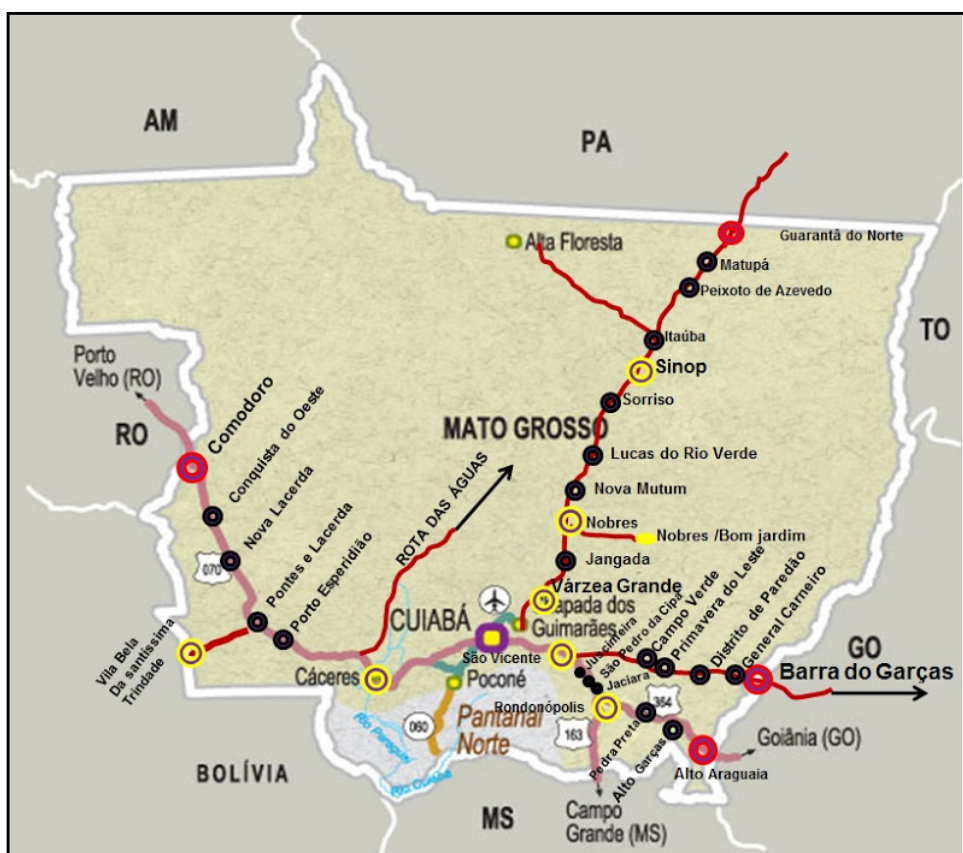 AM
PA
Alta Floresta
Guarantâ do Norte
Matupá
Peixoto de Azevedo
TO
Itaúba
Porto
Velho (RO)
Sinop
Sorriso
RO
Comodoro
Conquista do Oeste
MATO GROSSO
Lucas do Rio Verde
Nova Lacerda
ROTA DAS ÁGUAS
Nova Mutum
070
Pontes e Lacerda
Nobres
Nobres /Bom jardim
Porto Esperidião
Jangada
Várzea Grande
apada dos
Guimarães
CUIABÁ
Vila Bela
Da santíssima
Trindade
São Vicente
Juscimeira
São Pedro da Cipa
Jaciara
Campo Verde
Primavera do Leste
Distrito de Paredão
General Carneiro
GO
Barra do Garças
Cáceres
Poconé
Rondonópolis
364
060
Pantanal
Norte
163
Pedra Preta
Alto Garças
Goiânia (GO)
Rio Paraguai
Rio Cuiabá
Alto Araguaia
BOLÍVIA
MS
Campo
Grande (MS)